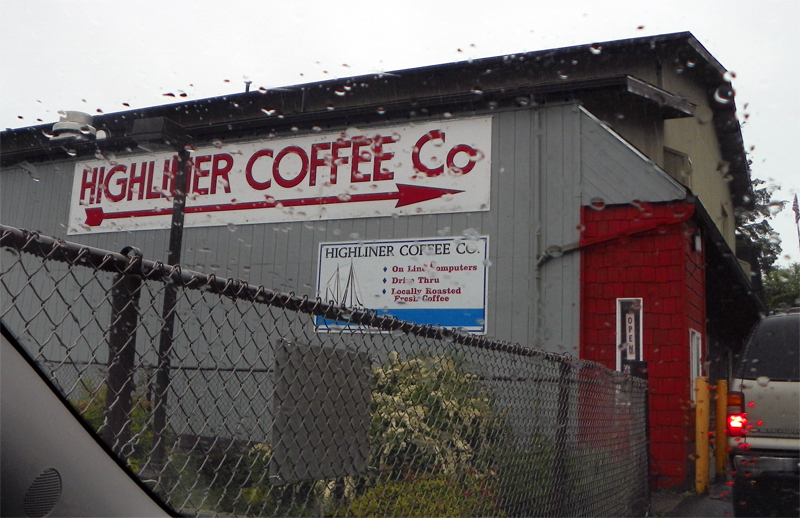 HIGHLINER COFFEE Co
HIGHLINER COFFEE CO.
On Line Computers
Drive Thru
Locally Roasted
Fresh Coffee
OPEN